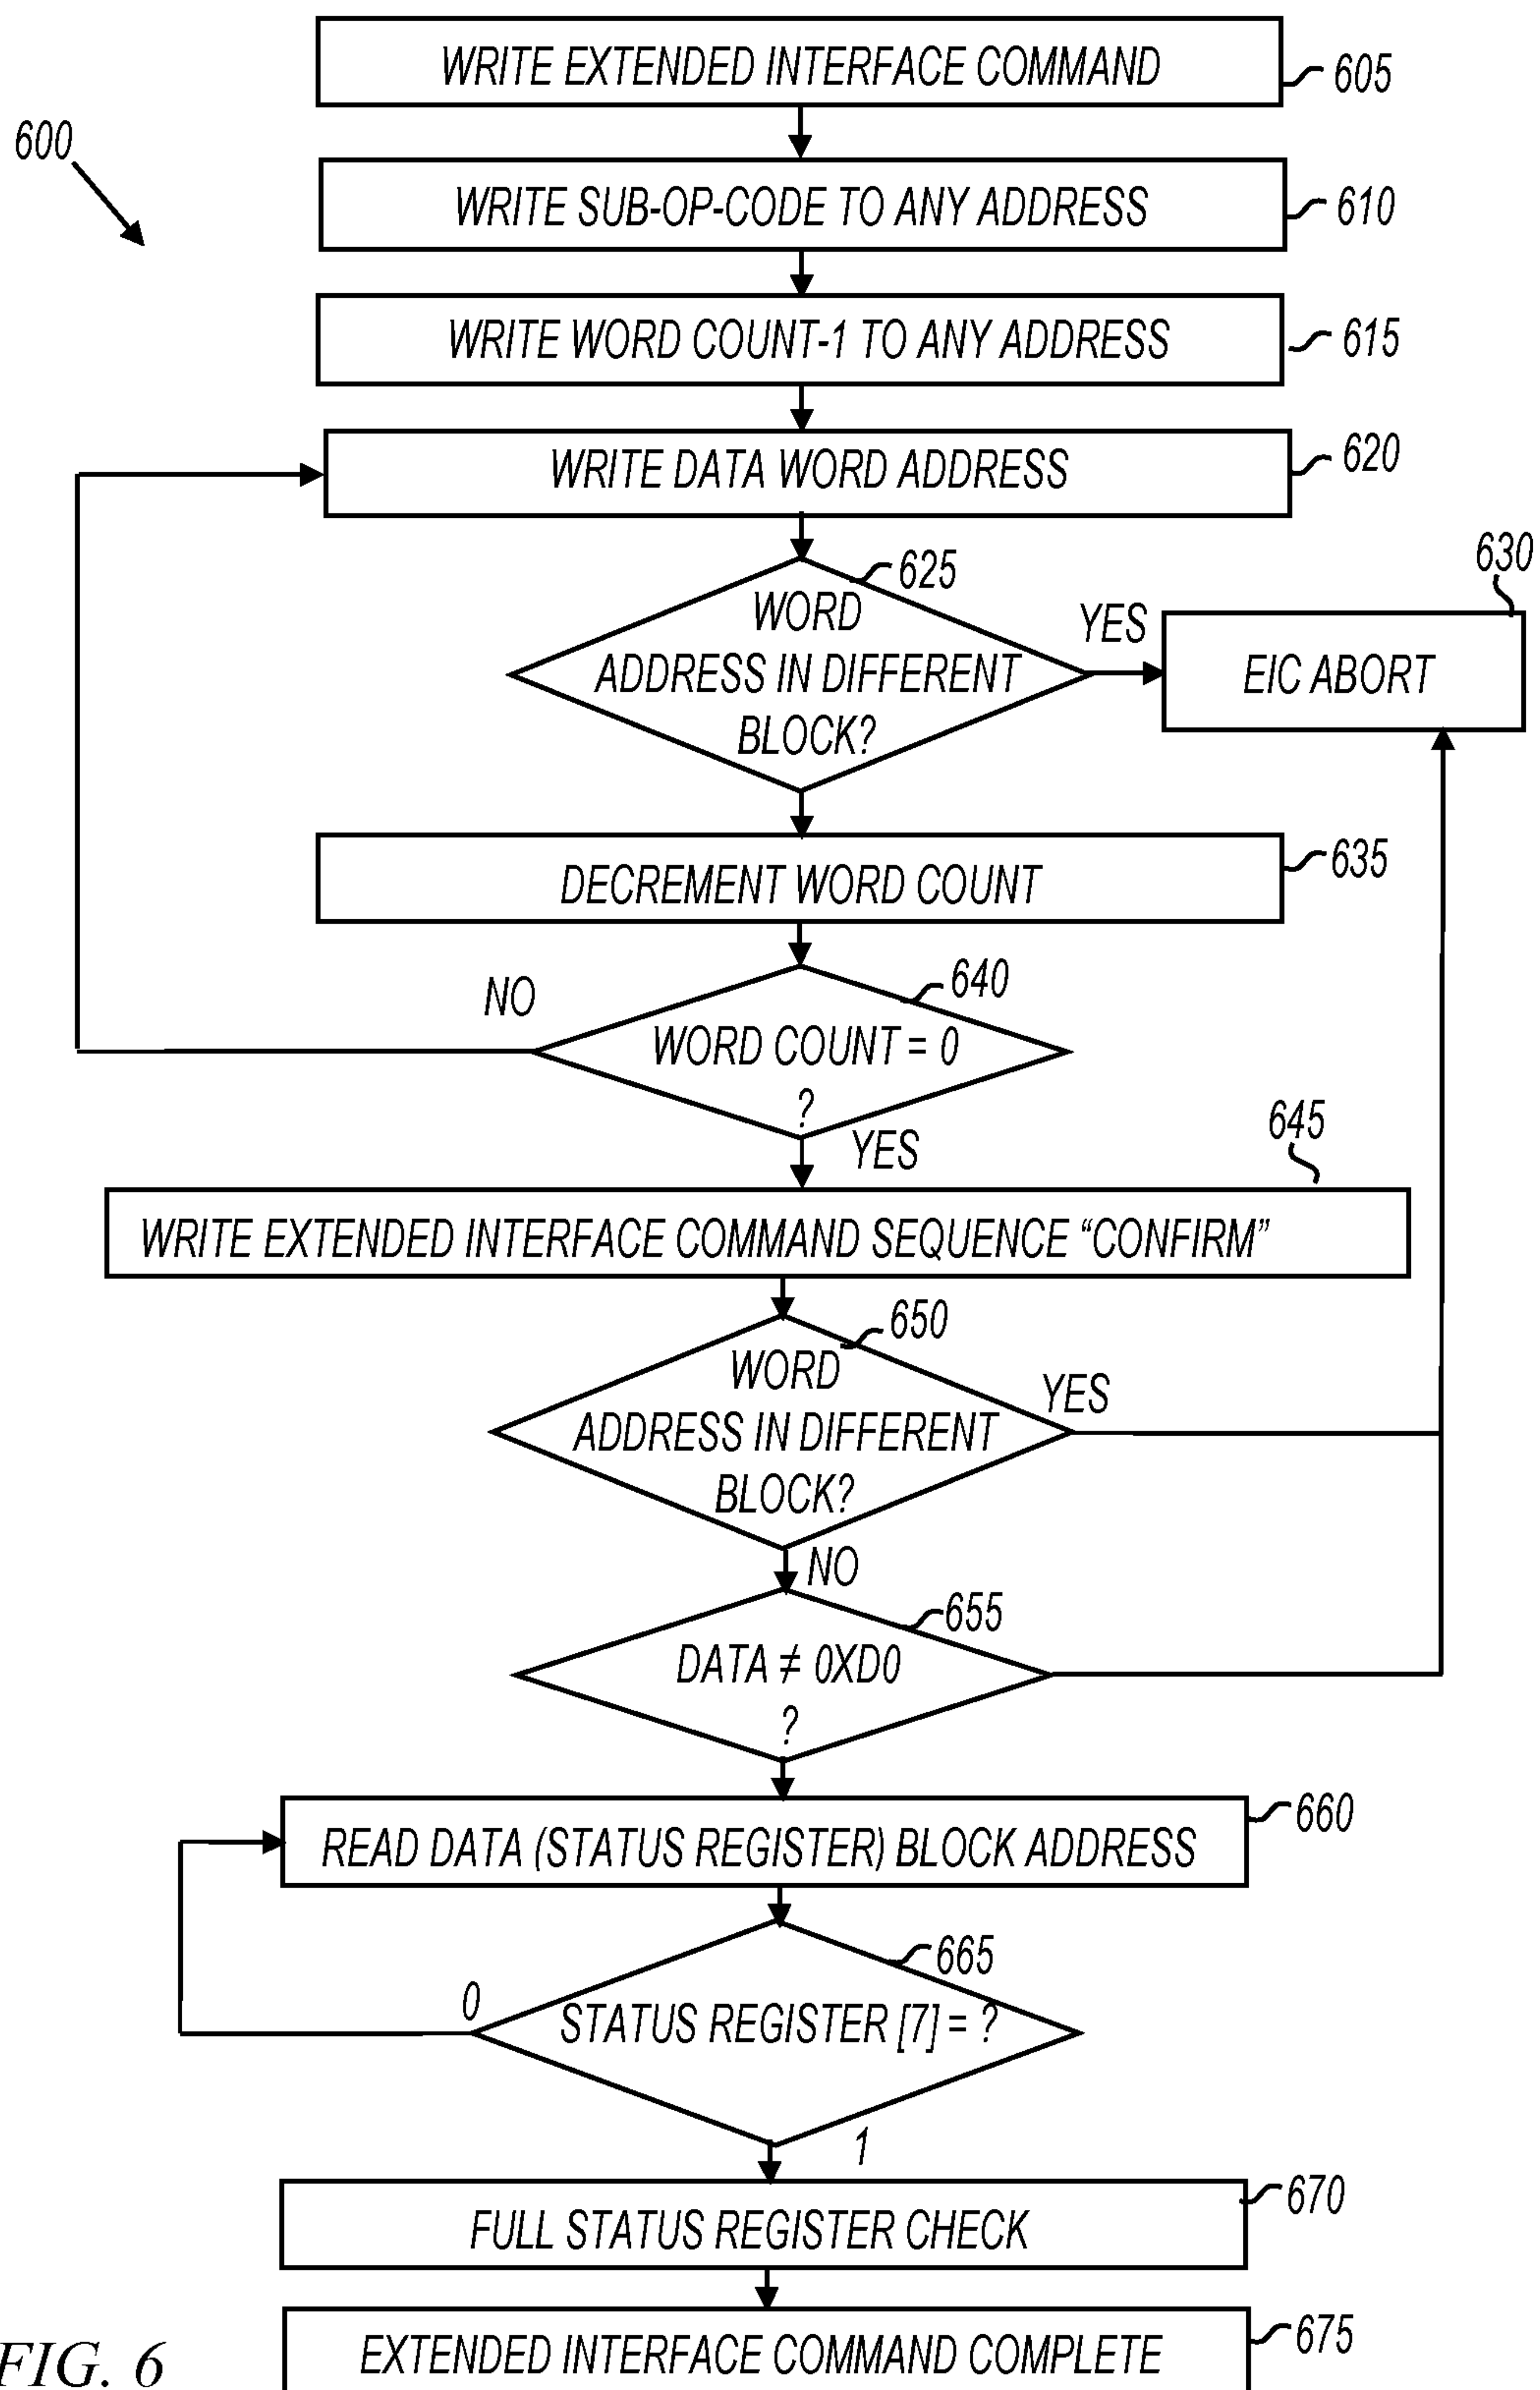 WRITE EXTENDED INTERFACE COMMAND
605
600
WRITE SUB-OP-CODE TO ANY ADDRESS
610
WRITE WORD COUNT-1 TO ANY ADDRESS
615
WRITE DATA WORD ADDRESS
620
625
630
WORD
ADDRESS IN DIFFERENT
BLOCK?
YES
EIC ABORT
DECREMENT WORD COUNT
635
NO
640
WORD COUNT = 0
?
YES
645
WRITE EXTENDED INTERFACE COMMAND SEQUENCE “CONFIRM”
650
WORD
ADDRESS IN DIFFERENT
BLOCK?
YES
NO
655
DATA ≠ 0XD0
?
660
READ DATA (STATUS REGISTER) BLOCK ADDRESS
665
0
STATUS REGISTER [7] = ?
1
670
FULL STATUS REGISTER CHECK
675
EXTENDED INTERFACE COMMAND COMPLETE
FIG. 6